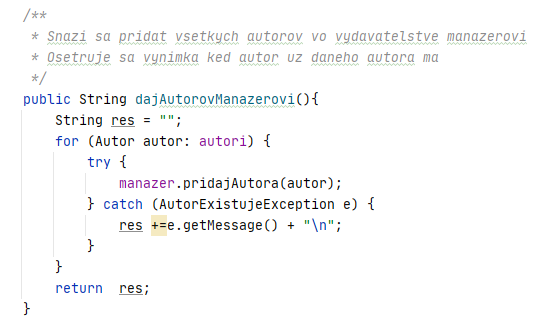 /**
 * Snazi sa pridat vsetkych autorov vo vydavatelstve manazerovi
 * Osetruje sa vynimka ked autor uz daneho autora ma
 */
public String dajAutorovManazerovi(){
    String res = "";
    for (Autor autor: autori) {
        try {
            manazer.pridajAutora(autor);
        } catch (AutorExistujeException e) {
            res +=e.getMessage() + "\n";
        }
    }
    return  res;
}